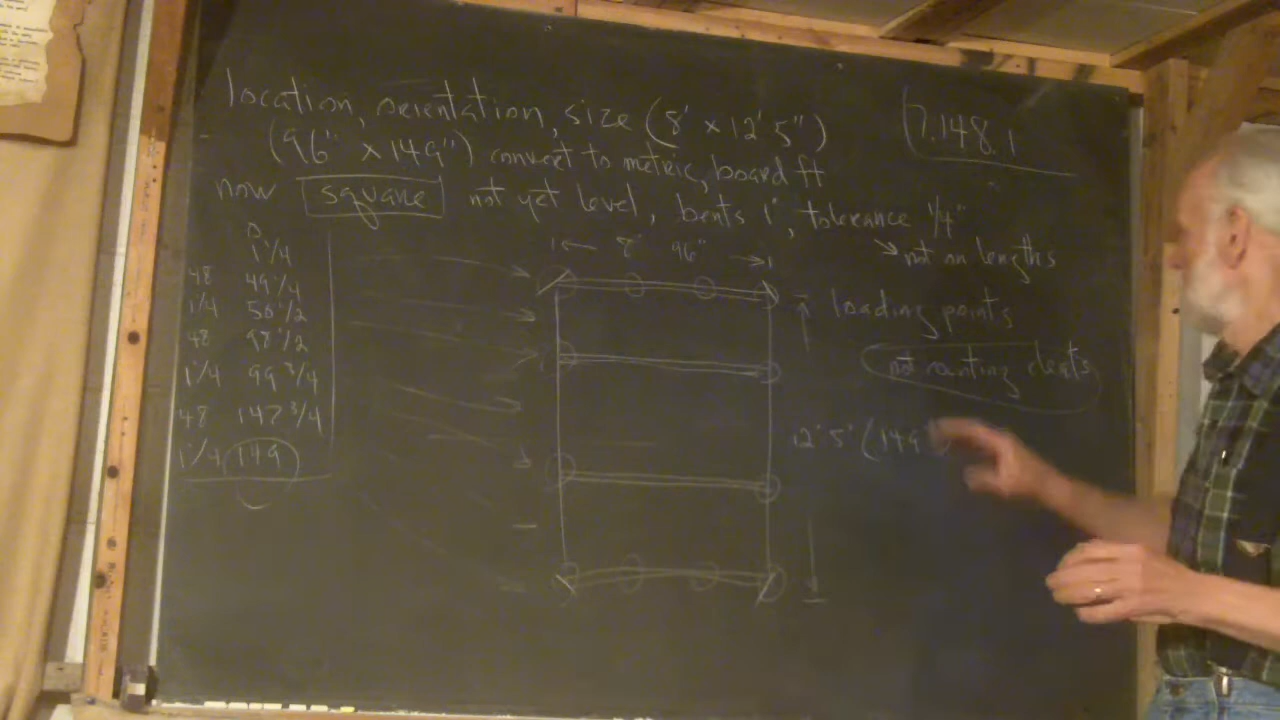 location, orientation, size (8' x 12' 5")
7.148.1
(96" x 149") convert to metric, board ft
now square not yet level, bents 1', tolerance 1/4"
not on lengths
0
1 1/4
48 49 1/4
1/4 50 1/2
48 98 1/2
1 1/4 99 3/4
48 147 3/4
1 1/4 149
8' 96"
loading points
not renting cleats
12' 5' (149